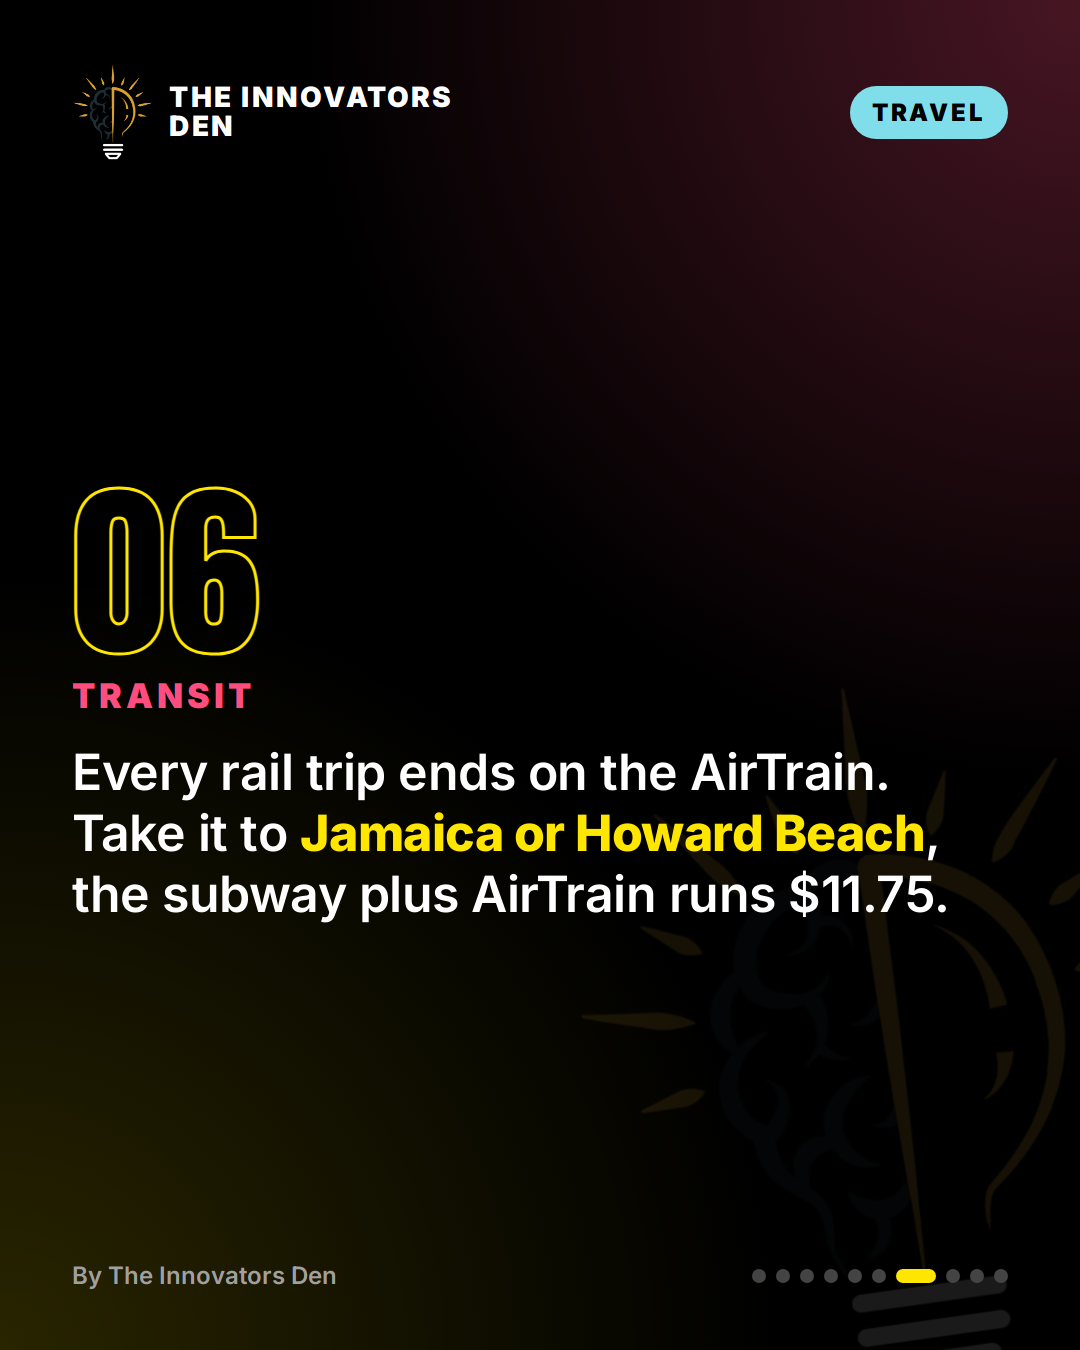 THE INNOVATORS
DEN
TRAVEL
06
TRANSIT
Every rail trip ends on the AirTrain.
Take it to Jamaica or Howard Beach,
the subway plus AirTrain runs $11.75.
By The Innovators Den